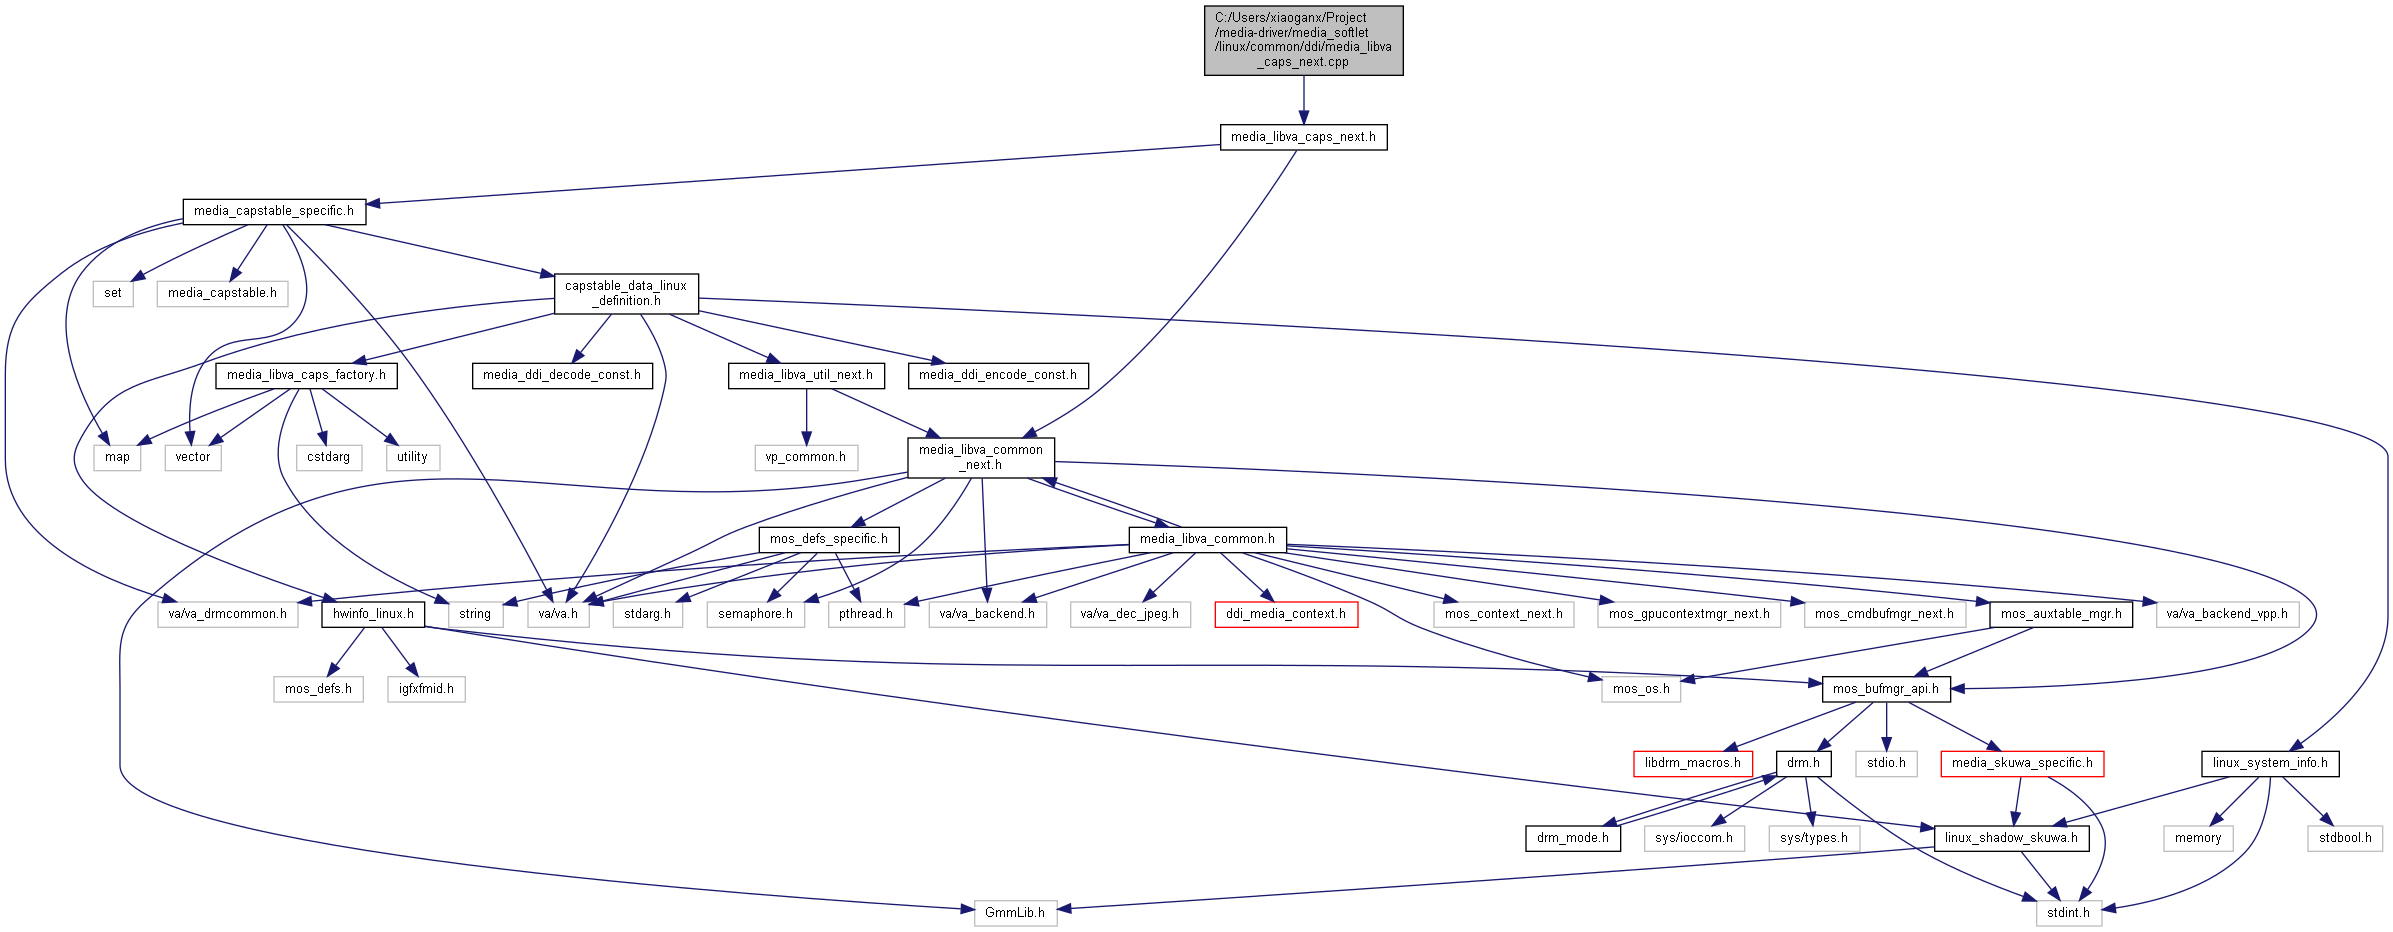 C:/Users/xiaoganx/Project
/media-driver/media_softlet
/linux/common/ddi/media_libva
_caps_next.cpp
media_libva_caps_next.h
media_capstable_specific.h
set
media_capstable.h
capstable_data_linux
_definition.h
media_libva_caps_factory.h
media_ddi_decode_const.h
media_libva_util_next.h
media_ddi_encode_const.h
map
vector
cstdarg
utility
vp_common.h
media_libva_common
_next.h
mos_defs_specific.h
media_libva_common.h
va/va_drmcommon.h
hwinfo_linux.h
string
va/va.h
stdarg.h
semaphore.h
pthread.h
va/va_backend.h
va/va_dec_jpeg.h
ddi_media_context.h
mos_context_next.h
mos_gpucontextmgr_next.h
mos_cmdbufmgr_next.h
mos_auxtable_mgr.h
va/va_backend_vpp.h
mos_defs.h
igfxfmid.h
mos_os.h
mos_bufmgr_api.h
libdrm_macros.h
drm.h
stdio.h
media_skuwa_specific.h
linux_system_info.h
drm_mode.h
sys/ioccom.h
sys/types.h
linux_shadow_skuwa.h
memory
stdbool.h
GmmLib.h
stdint.h